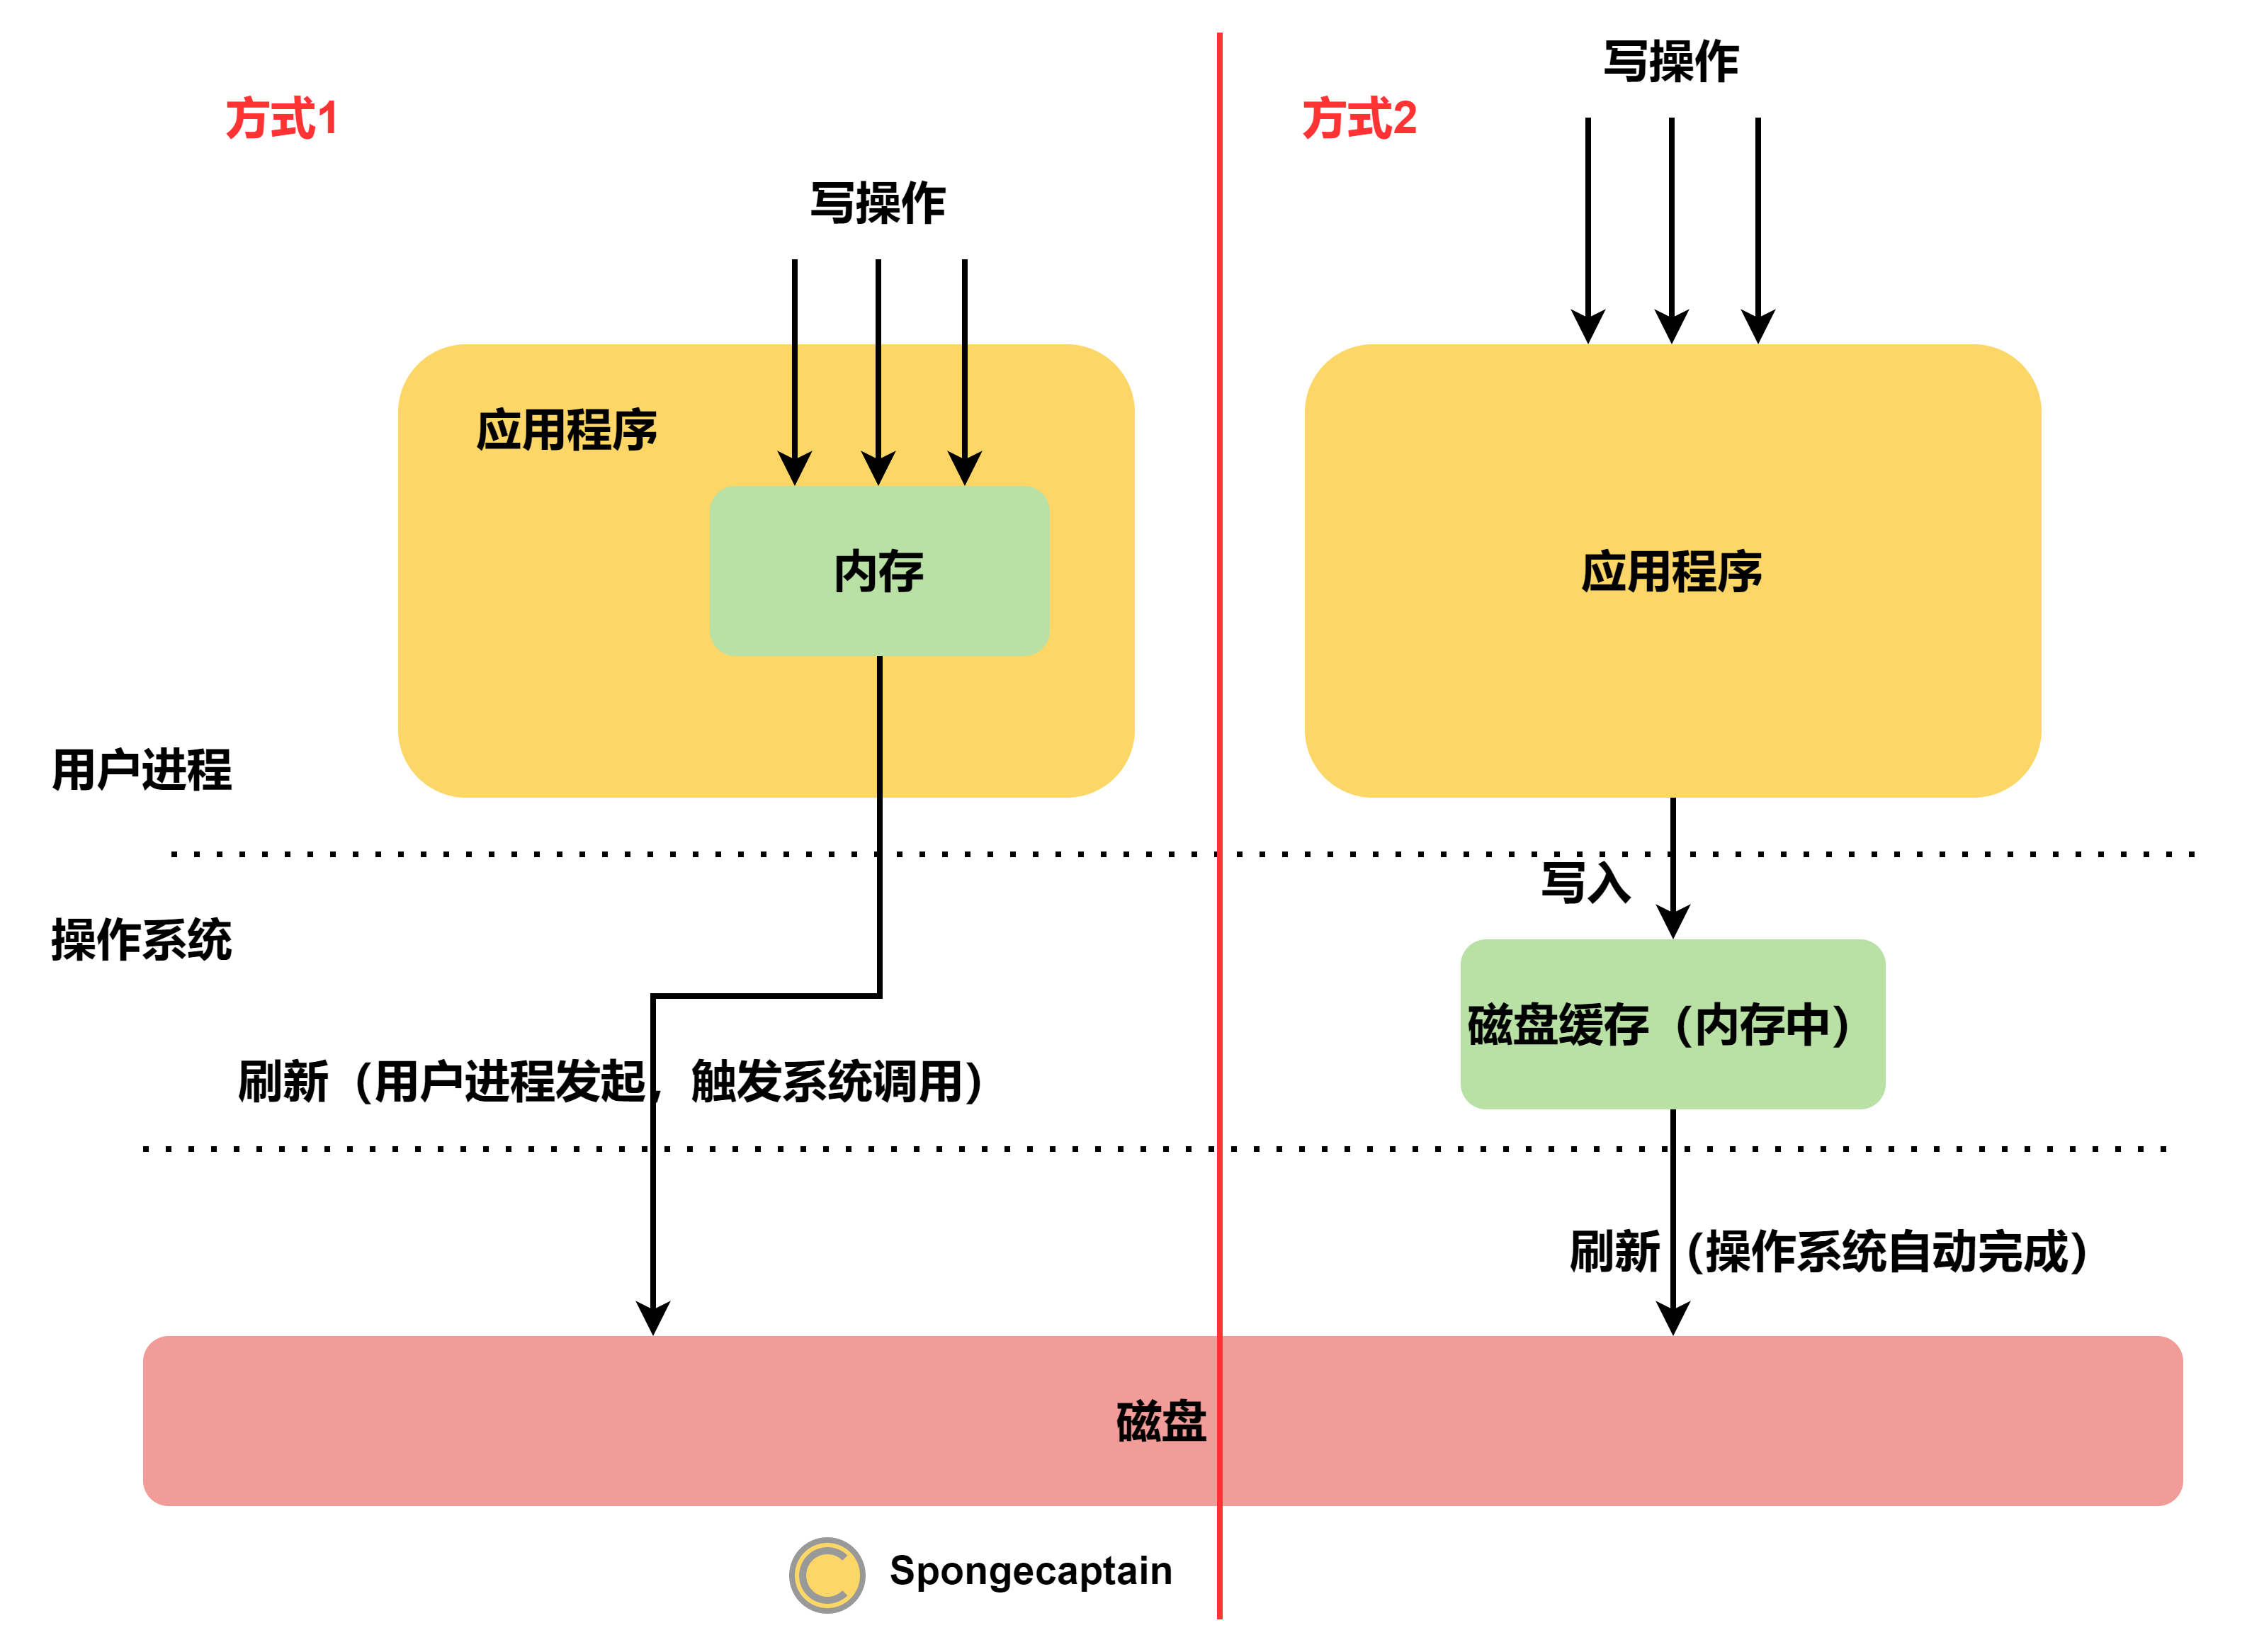 方式1
写操作
应用程序
内存
用户进程
操作系统
刷新（用户进程发起，触发系统调用）
方式2
写操作
应用程序
写入
磁盘缓存（内存中）
刷新（操作系统自动完成）
磁盘
Spongecaptain